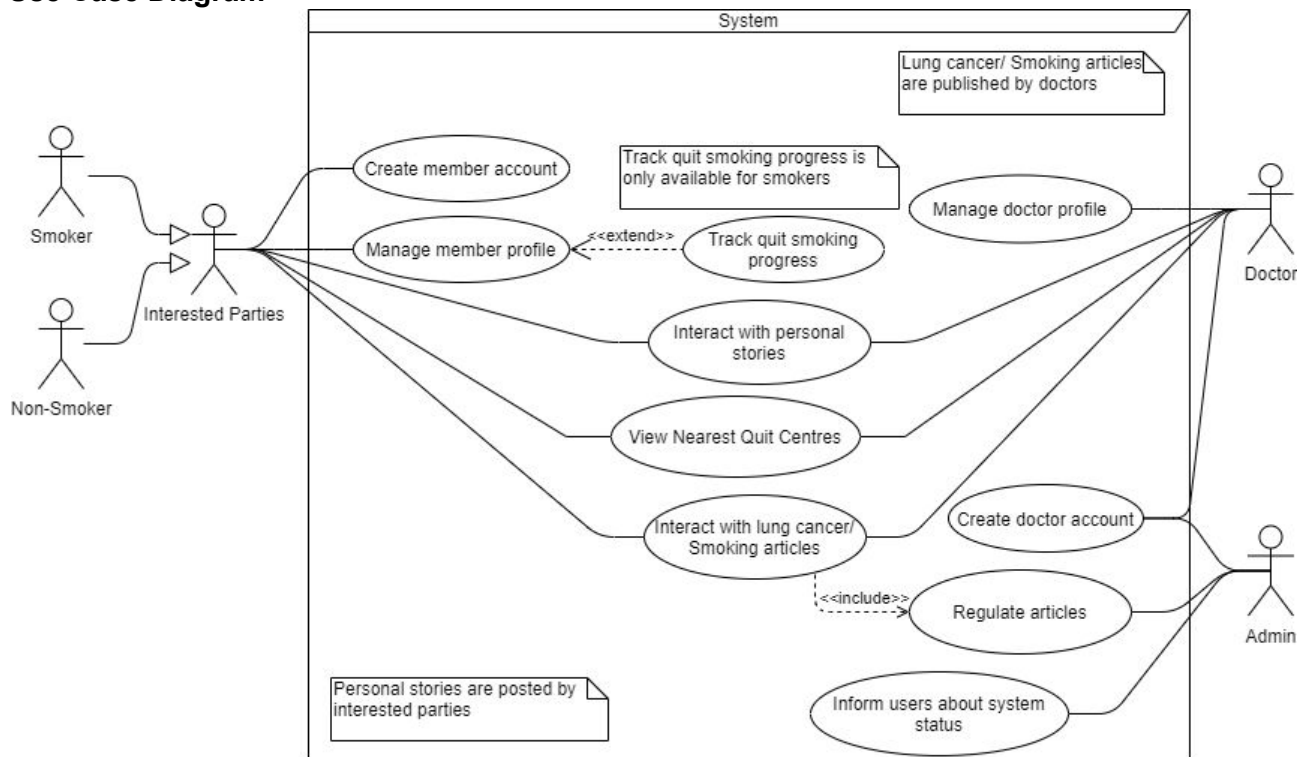 Use Case Diagram
System
Lung cancer/ Smoking articles
are published by doctors
Smoker
Non-Smoker
Interested Parties
Create member account
Track quit smoking progress is
only available for smokers
Manage member profile
<<extend>>
Track quit smoking
progress
Manage doctor profile
Doctor
Interact with personal
stories
View Nearest Quit Centres
Interact with lung cancer/
Smoking articles
Create doctor account
<<include>>
Regulate articles
Admin
Personal stories are posted by
interested parties
Inform users about system
status